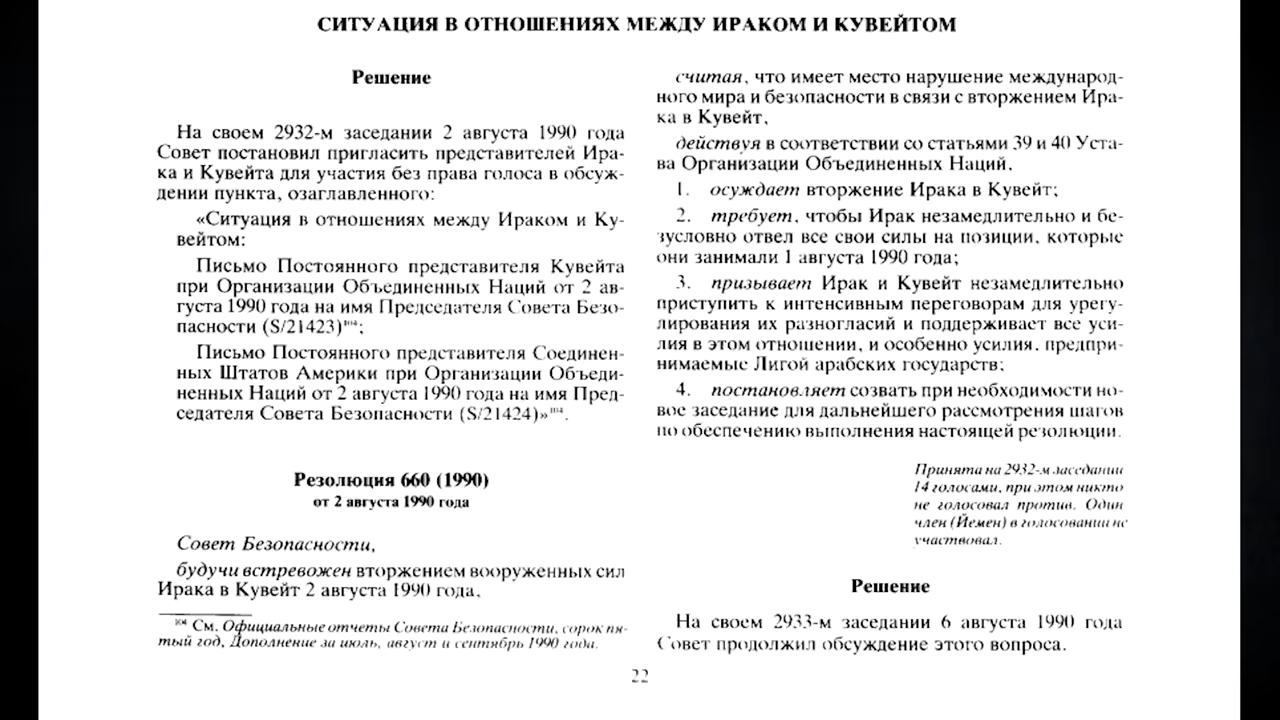 СИТУАЦИЯ В ОТНОШЕНИЯХ МЕЖДУ ИРАКОМ И КУВЕЙТОМ
Решение
На своем 2932-м заседании 2 августа 1990 года
Совет постановил пригласить представителей Ира-
ка и Кувейта для участия без права голоса в обсуж-
дении пункта, озаглавленного:
«Ситуация в отношениях между Ираком и Ку-
вейтом:
Письмо Постоянного представителя Кувейта
при Организации Объединенных Наций от 2 ав-
густа 1990 года на имя Председателя Совета Безо-
пасности (S/21423)¹⁰⁴;
Письмо Постоянного представителя Соединен-
ных Штатов Америки при Организации Объеди-
ненных Наций от 2 августа 1990 года на имя Пред-
седателя Совета Безопасности (S/21424)»¹⁰⁴.
Резолюция 660 (1990)
от 2 августа 1990 года
Совет Безопасности,
будучи встревожен вторжением вооруженных сил
Ирака в Кувейт 2 августа 1990 года,
¹⁰⁴ См. Официальные отчеты Совета Безопасности, сорок пя-
тый год, Дополнение за июль, август и сентябрь 1990 года.
считая, что имеет место нарушение международ-
ного мира и безопасности в связи с вторжением Ира-
ка в Кувейт,
действуя в соответствии со статьями 39 и 40 Уста-
ва Организации Объединенных Наций,
1. осуждает вторжение Ирака в Кувейт;
2. требует, чтобы Ирак незамедлительно и бе-
зусловно отвел все свои силы на позиции, которые
они занимали 1 августа 1990 года;
3. призывает Ирак и Кувейт незамедлительно
приступить к интенсивным переговорам для урегу-
лирования их разногласий и поддерживает все уси-
лия в этом отношении, и особенно усилия, предпри-
нимаемые Лигой арабских государств;
4. постановляет созвать при необходимости но-
вое заседание для дальнейшего рассмотрения шагов
по обеспечению выполнения настоящей резолюции.
Принята на 2932-м заседании
14 голосами, при этом никто
не голосовал против. Один
член (Йемен) в голосовании не
участвовал.
Решение
На своем 2933-м заседании 6 августа 1990 года
Совет продолжил обсуждение этого вопроса.
22